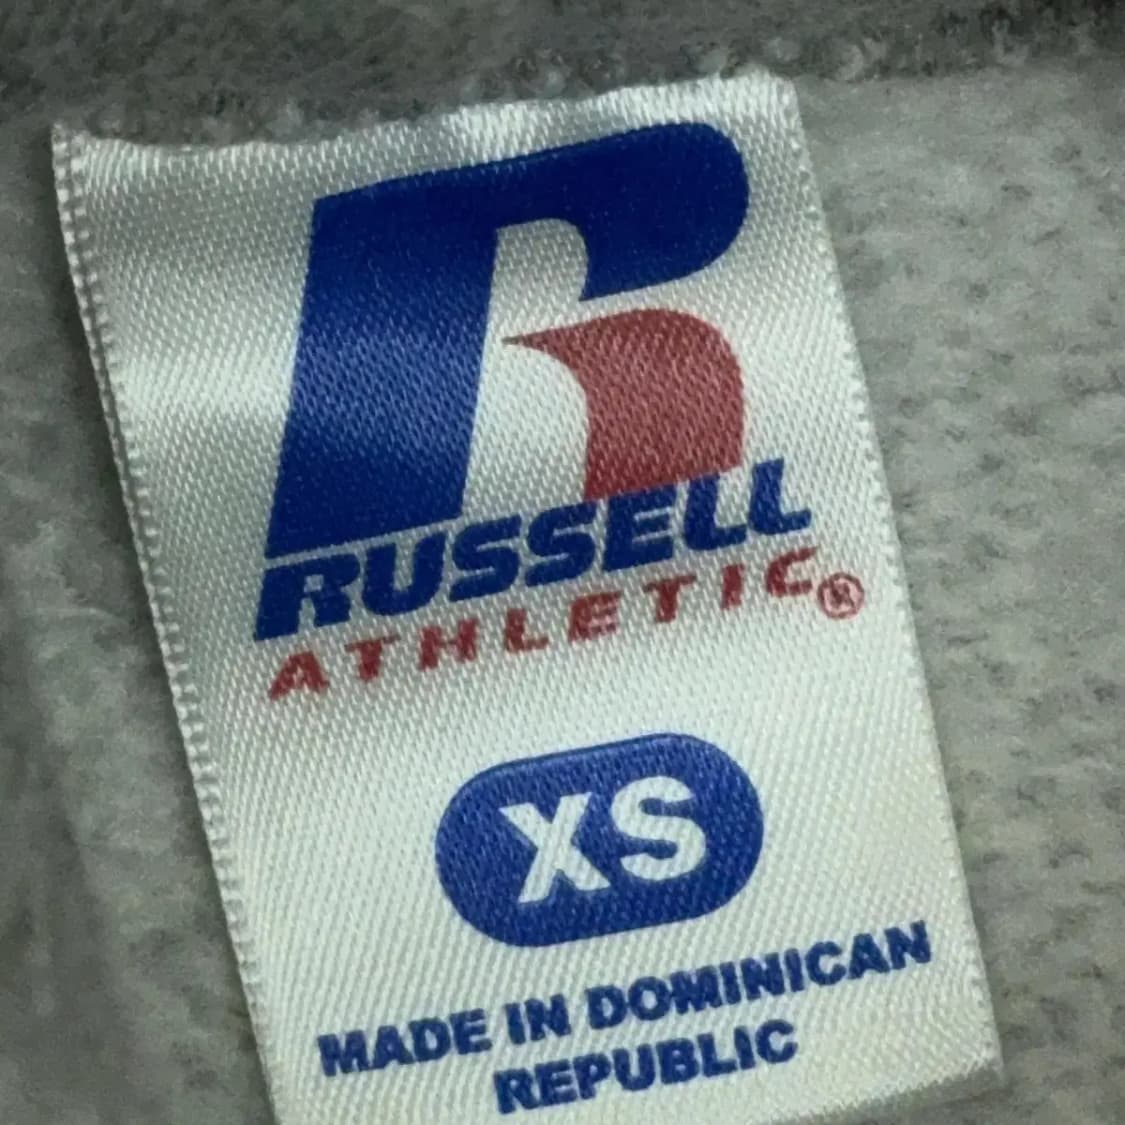 R
RUSSELL
ATHLETIC®
XS
MADE IN DOMINICAN
REPUBLIC